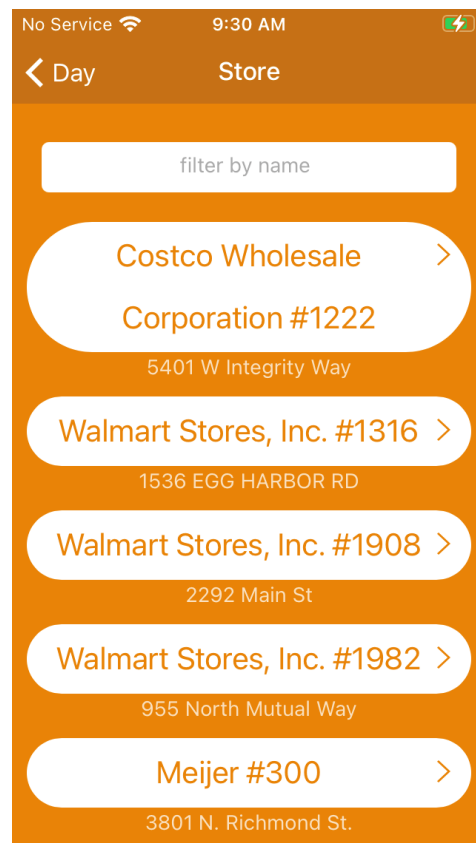 No Service 9:30 AM
Day Store
filter by name
Costco Wholesale
Corporation #1222
5401 W Integrity Way
Walmart Stores, Inc. #1316
1536 EGG HARBOR RD
Walmart Stores, Inc. #1908
2292 Main St
Walmart Stores, Inc. #1982
955 North Mutual Way
Meijer #300
3801 N. Richmond St.